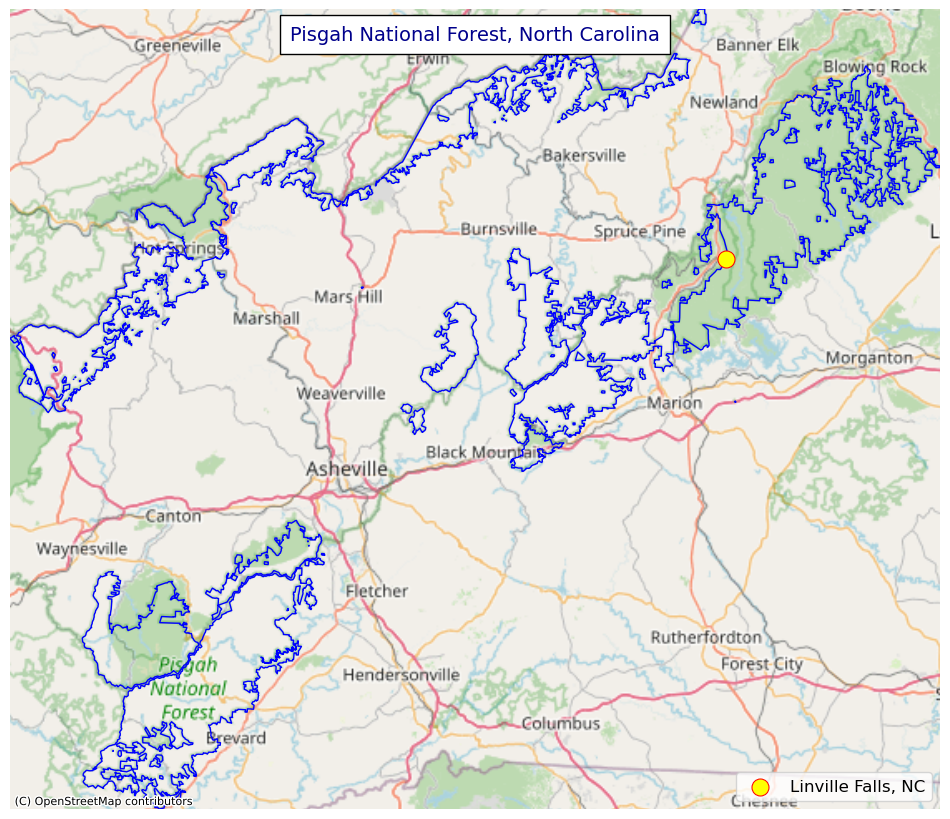 Boone
Pisgah National Forest, North Carolina
Greeneville
Banner Elk
Erwin
Blowing Rock
Newland
Bakersville
Burnsville
Spruce Pine
Hot Springs
Mars Hill
Marshall
Morganton
Weaverville
Marion
Black Mountain
Asheville
Canton
Waynesville
Fletcher
Rutherfordton
Forest City
Pisgah
National
Forest
Hendersonville
Columbus
Brevard
Linville Falls, NC
(C) OpenStreetMap contributors
Chesnee